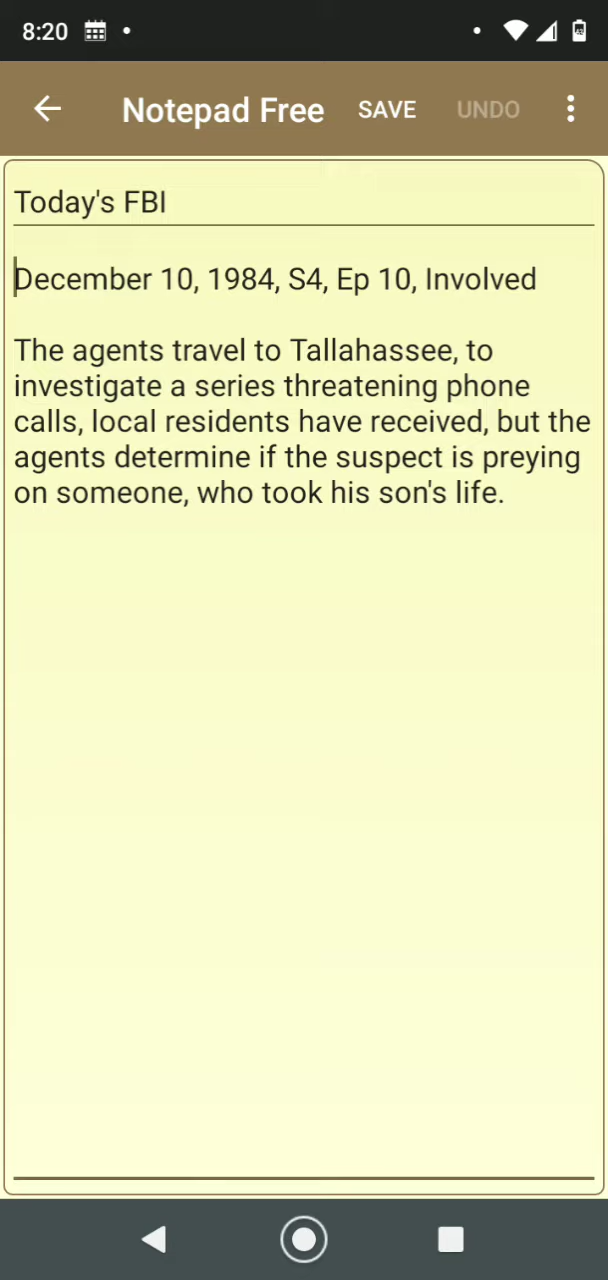 8:20
Notepad Free SAVE UNDO
Today's FBI
December 10, 1984, S4, Ep 10, Involved
The agents travel to Tallahassee, to
investigate a series threatening phone
calls, local residents have received, but the
agents determine if the suspect is preying
on someone, who took his son's life.